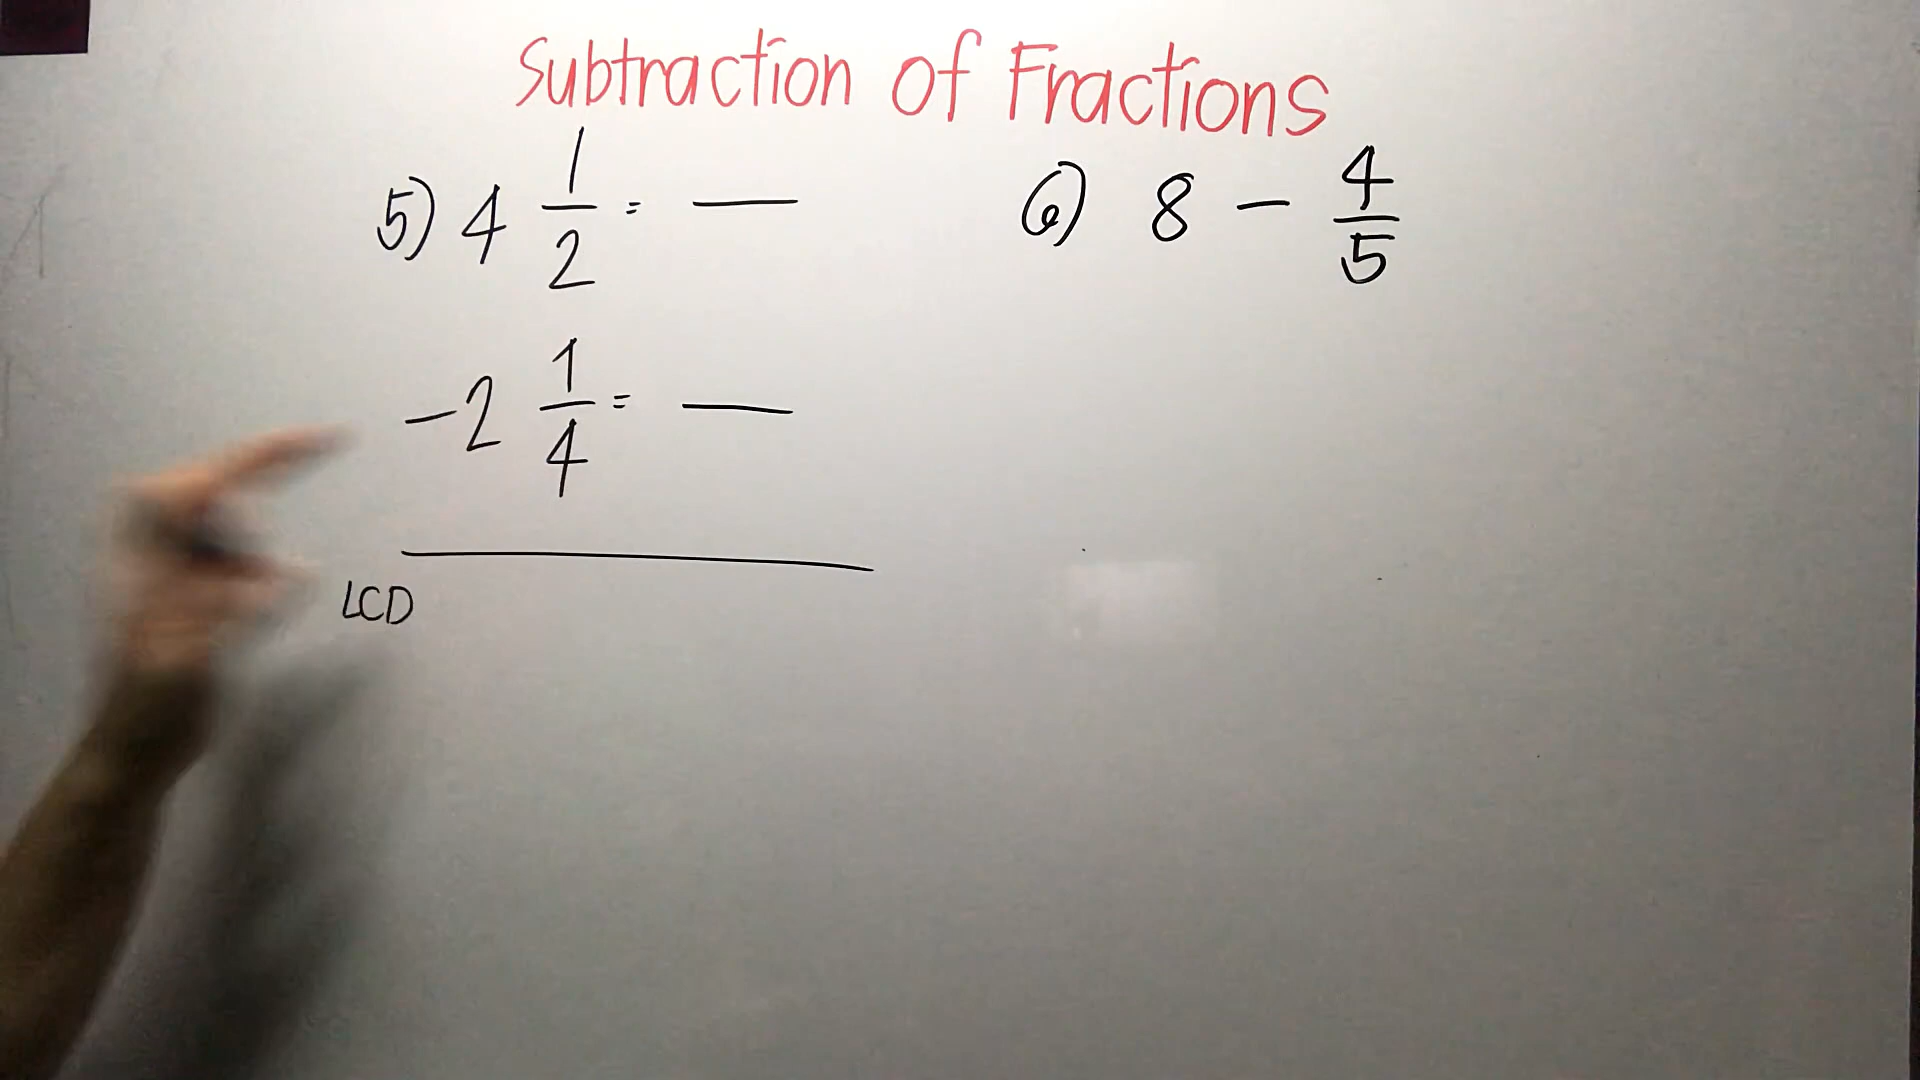 Subtraction of Fractions
5) 4 1/2 = —
- 2 1/4 = —
LCD
6) 8 - 4/5